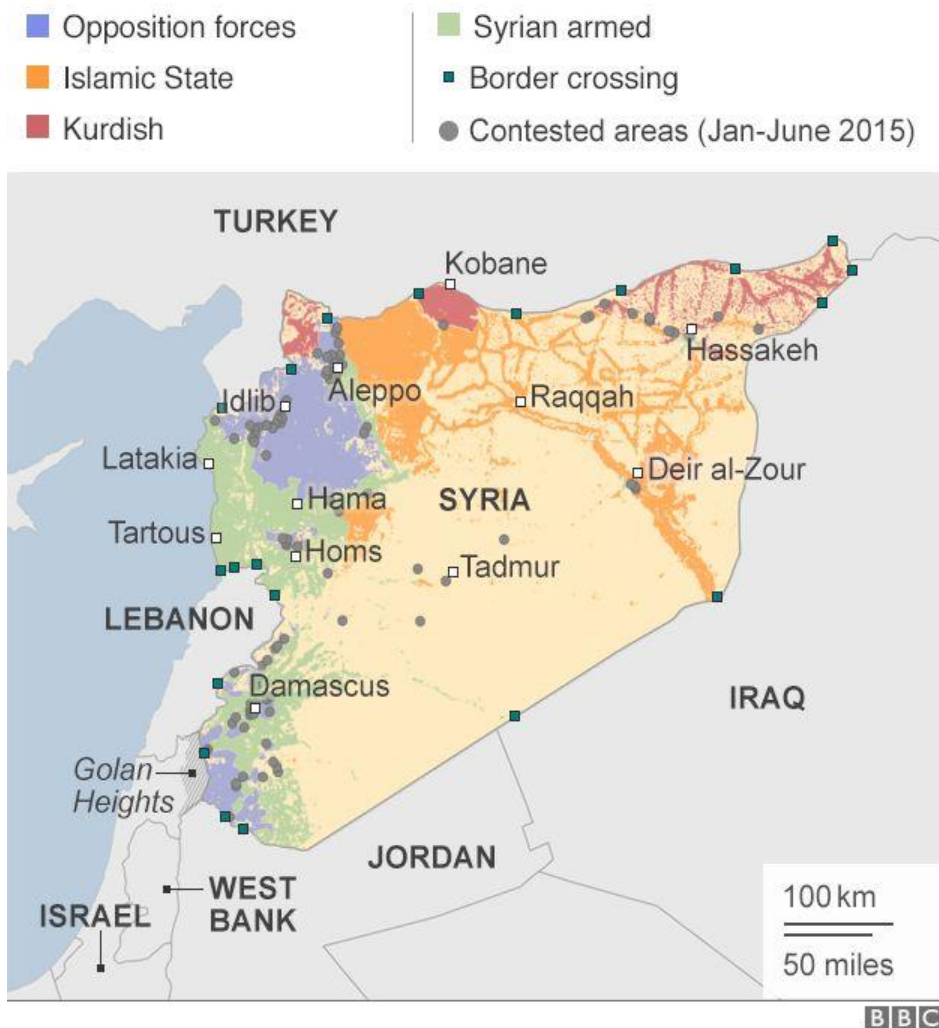 Opposition forces
Islamic State
Kurdish
Syrian armed
Border crossing
Contested areas (Jan-June 2015)
TURKEY
Kobane
Hassakeh
Aleppo
Idlib
Raqqah
Latakia
Deir al-Zour
Hama
SYRIA
Tartous
Homs
Tadmur
LEBANON
Damascus
IRAQ
Golan
Heights
JORDAN
WEST
BANK
ISRAEL
100 km
50 miles
BBC